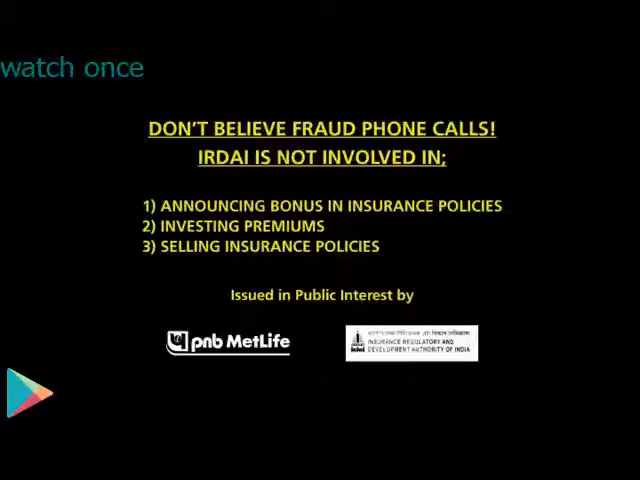 watch once
DON'T BELIEVE FRAUD PHONE CALLS!
IRDAI IS NOT INVOLVED IN;
1) ANNOUNCING BONUS IN INSURANCE POLICIES
2) INVESTING PREMIUMS
3) SELLING INSURANCE POLICIES
Issued in Public Interest by
pnb MetLife
INSURANCE REGULATORY AND
DEVELOPMENT AUTHORITY OF INDIA